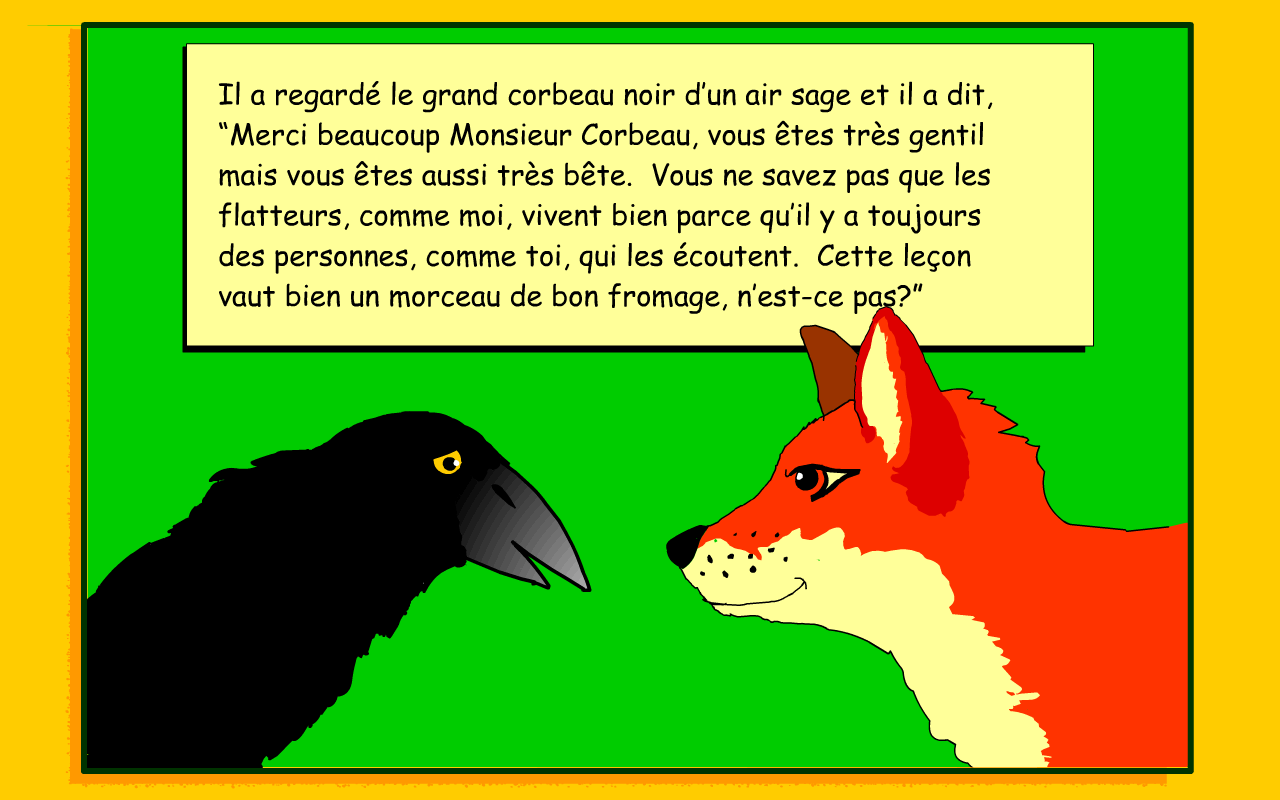 Il a regardé le grand corbeau noir d’un air sage et il a dit,
“Merci beaucoup Monsieur Corbeau, vous êtes très gentil
mais vous êtes aussi très bête.  Vous ne savez pas que les
flatteurs, comme moi, vivent bien parce qu’il y a toujours
des personnes, comme toi, qui les écoutent.  Cette leçon
vaut bien un morceau de bon fromage, n’est-ce pas?”